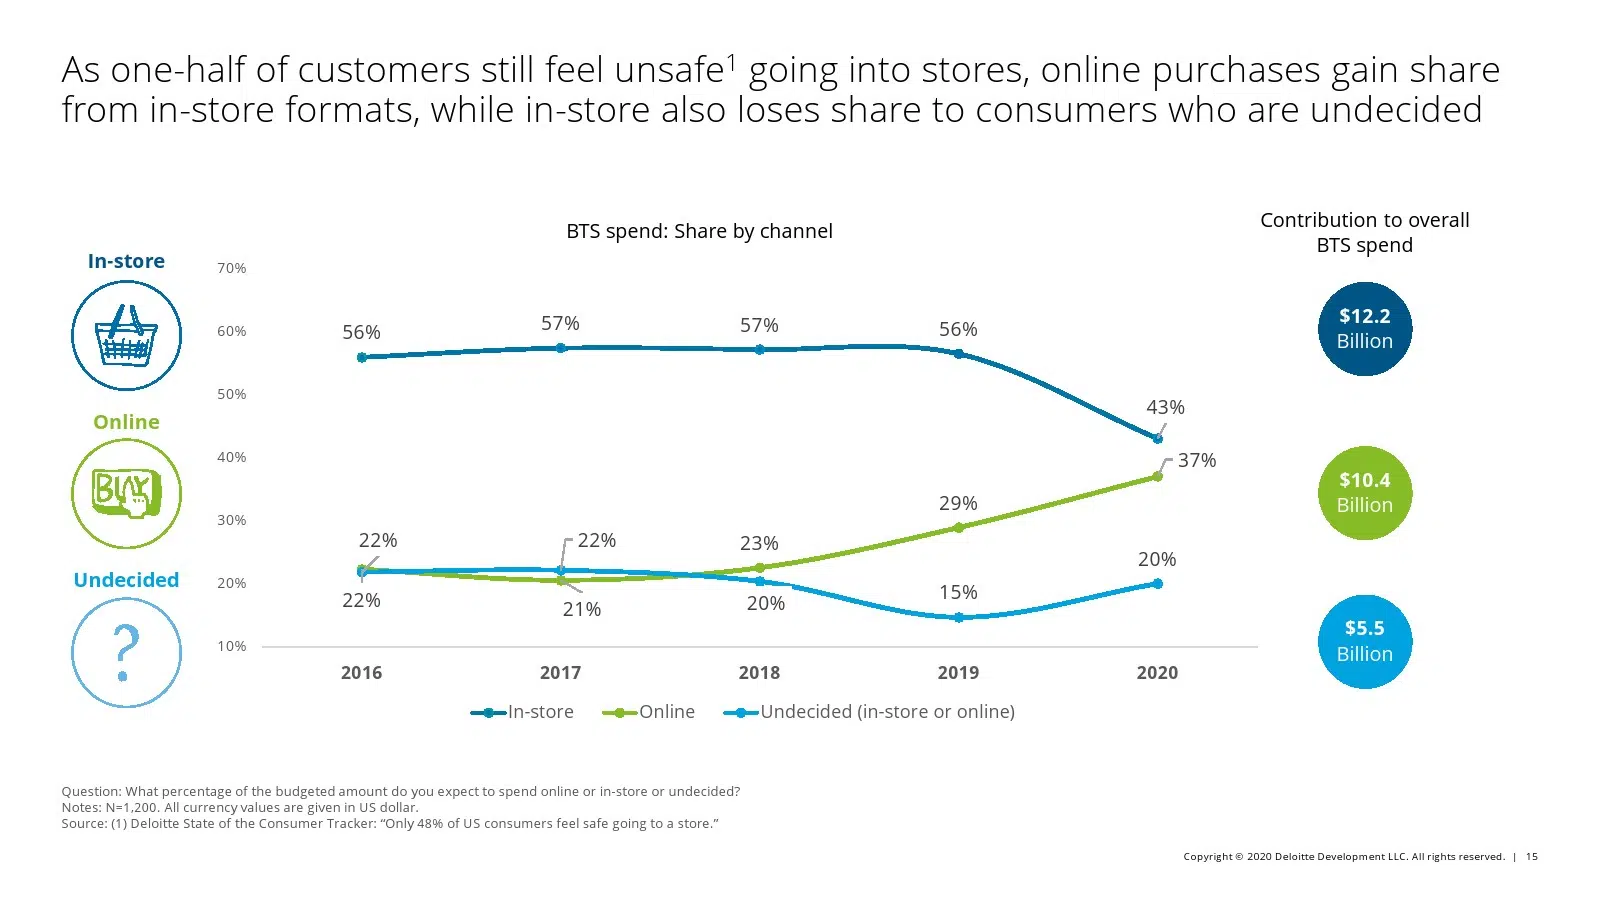 As one-half of customers still feel unsafe¹ going into stores, online purchases gain share
from in-store formats, while in-store also loses share to consumers who are undecided
BTS spend: Share by channel
Contribution to overall
BTS spend
In-store
Online
BUY
Undecided
?
70%
60%
50%
40%
30%
20%
10%
56%
57%
57%
56%
43%
22%
21%
23%
29%
37%
22%
22%
20%
15%
20%
2016
2017
2018
2019
2020
In-store
Online
Undecided (in-store or online)
$12.2
Billion
$10.4
Billion
$5.5
Billion
Question: What percentage of the budgeted amount do you expect to spend online or in-store or undecided?
Notes: N=1,200. All currency values are given in US dollar.
Source: (1) Deloitte State of the Consumer Tracker: “Only 48% of US consumers feel safe going to a store.”
Copyright © 2020 Deloitte Development LLC. All rights reserved. | 15